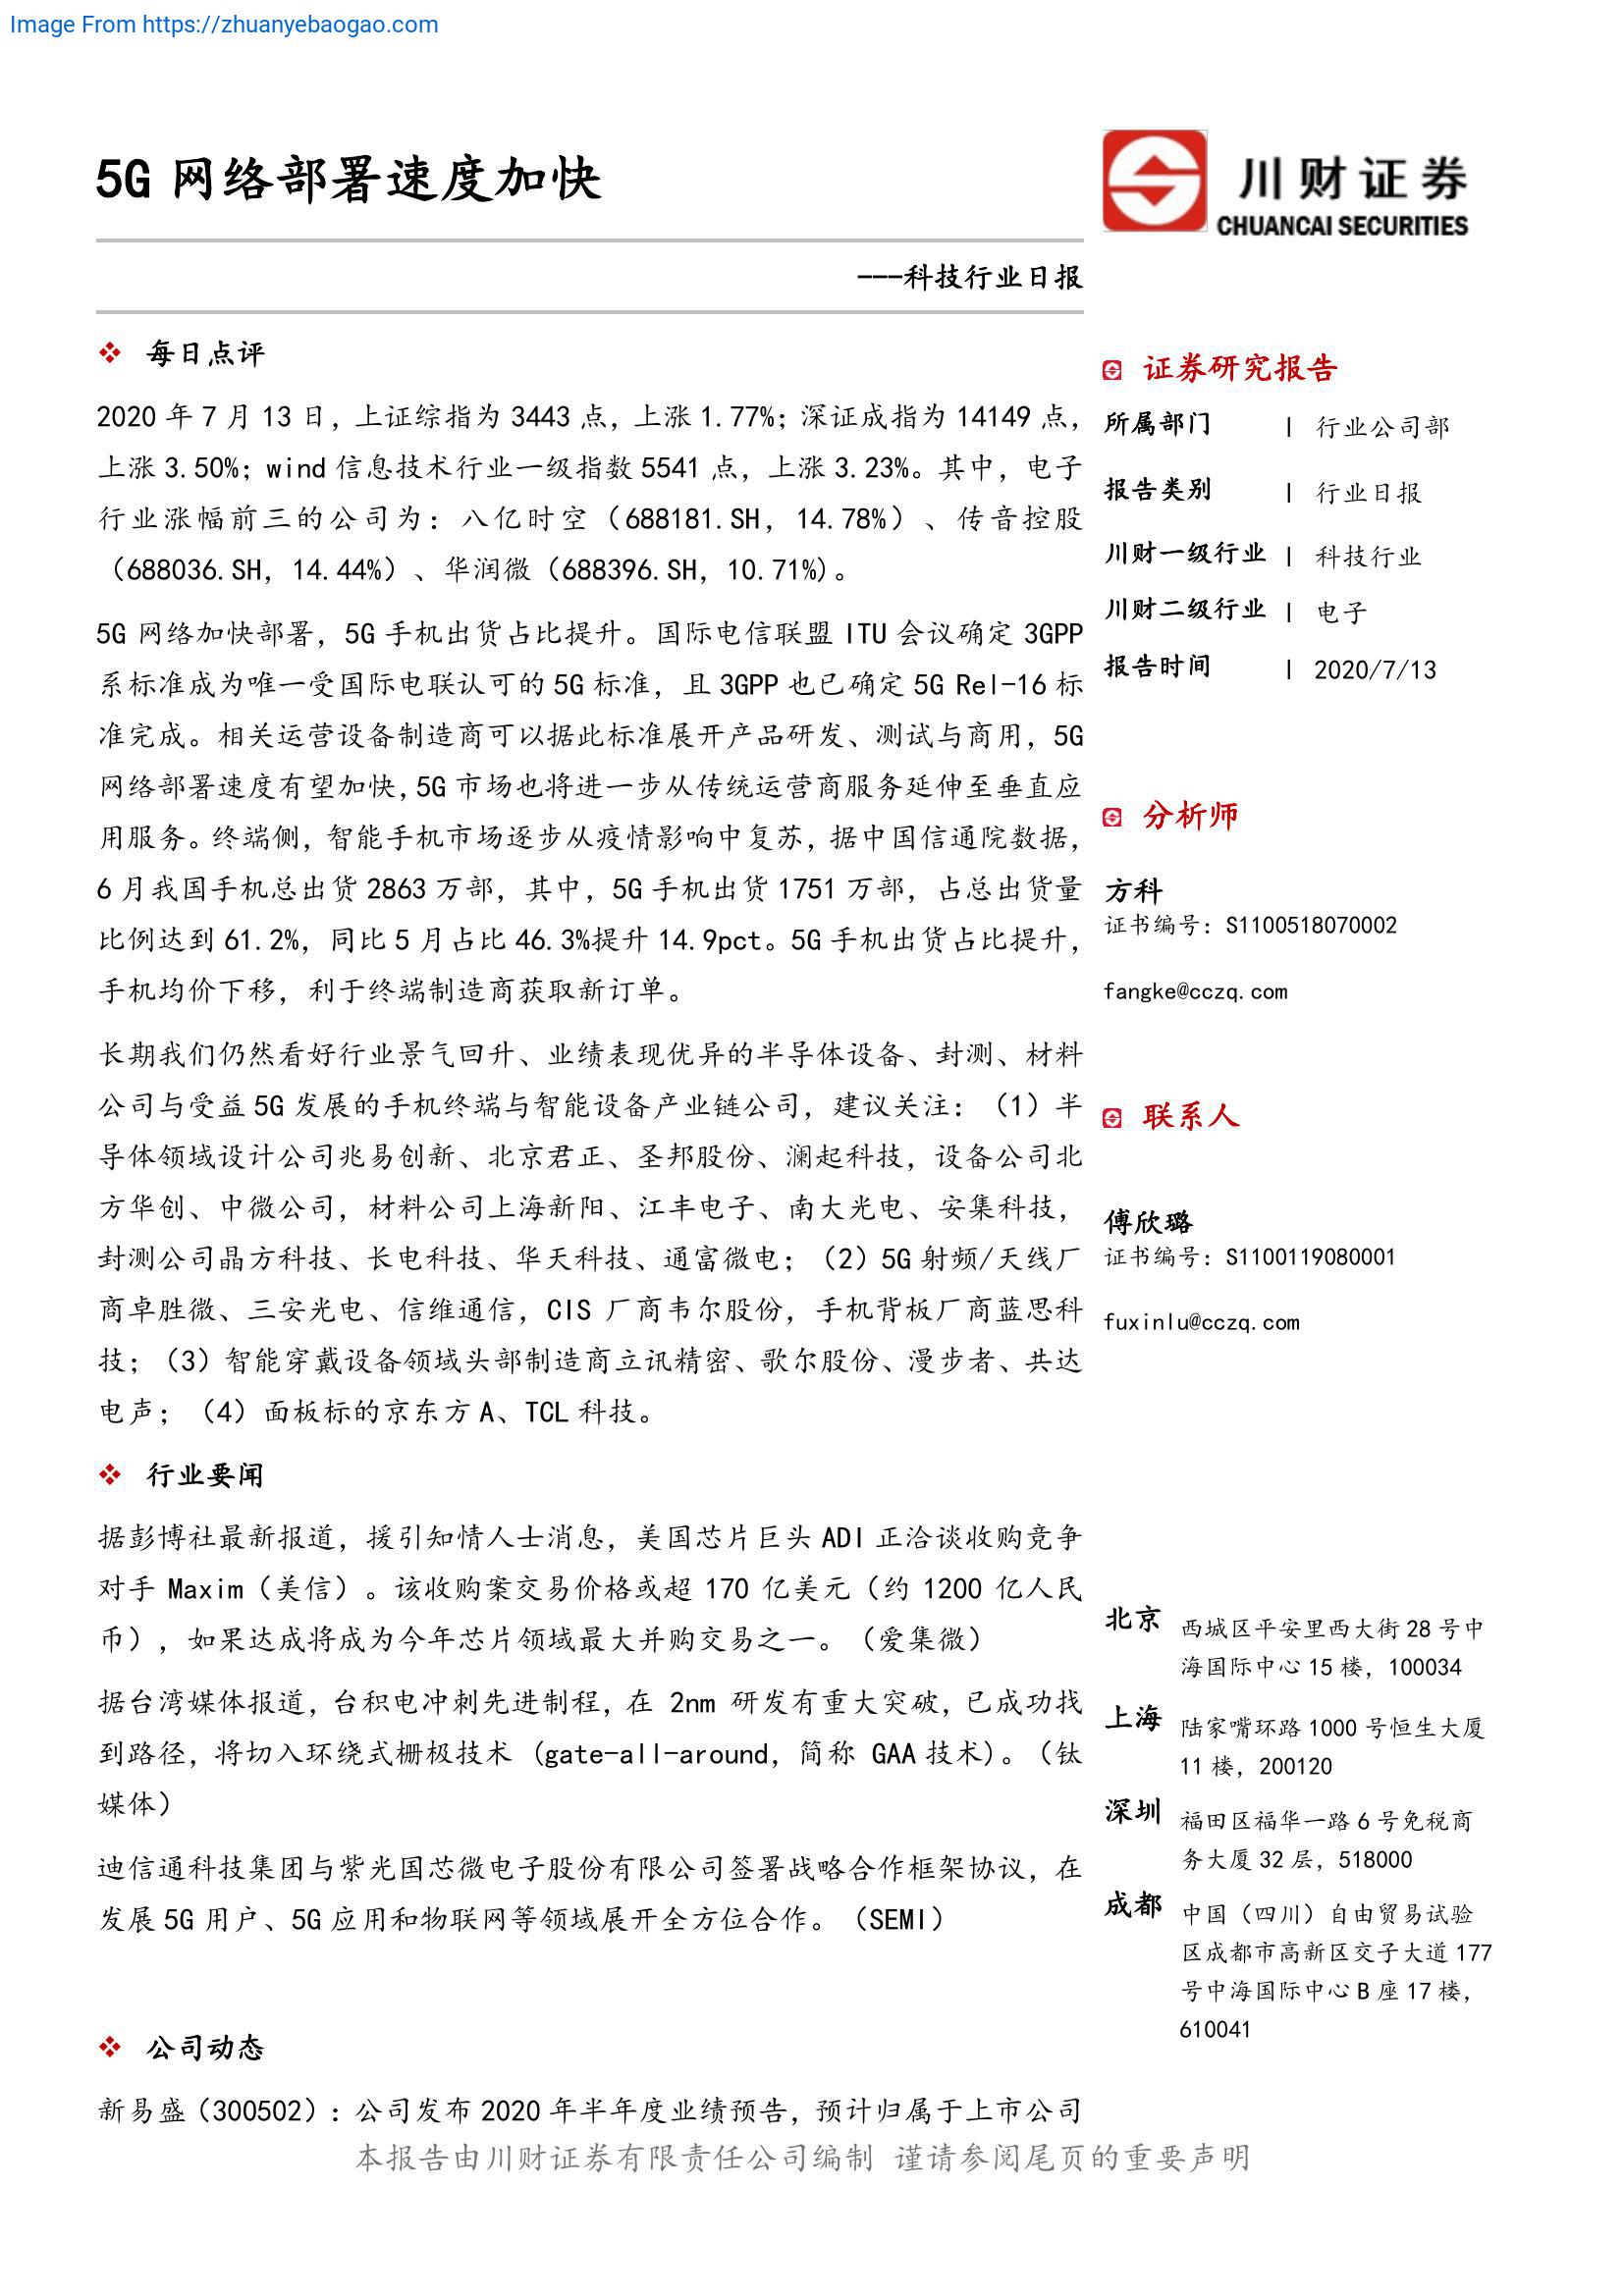 Image From https://zhuanyebaogao.com
5G 网络部署速度加快
川财证券
CHUANCAI SECURITIES
---科技行业日报
每日点评
2020 年 7 月 13 日，上证综指为 3443 点，上涨 1.77%；深证成指为 14149 点，
上涨 3.50%；wind 信息技术行业一级指数 5541 点，上涨 3.23%。其中，电子
行业涨幅前三的公司为：八亿时空（688181.SH，14.78%）、传音控股
（688036.SH，14.44%）、华润微（688396.SH，10.71%）。
5G 网络加快部署，5G 手机出货占比提升。国际电信联盟 ITU 会议确定 3GPP
系标准成为唯一受国际电联认可的 5G 标准，且 3GPP 也已确定 5G Rel-16 标
准完成。相关运营设备制造商可以据此标准展开产品研发、测试与商用，5G
网络部署速度有望加快，5G 市场也将进一步从传统运营商服务延伸至垂直应
用服务。终端侧，智能手机市场逐步从疫情影响中复苏，据中国信通院数据，
6 月我国手机总出货 2863 万部，其中，5G 手机出货 1751 万部，占总出货量
比例达到 61.2%，同比 5 月占比 46.3%提升 14.9pct。5G 手机出货占比提升，
手机均价下移，利于终端制造商获取新订单。
长期我们仍然看好行业景气回升、业绩表现优异的半导体设备、封测、材料
公司与受益 5G 发展的手机终端与智能设备产业链公司，建议关注：（1）半
导体领域设计公司兆易创新、北京君正、圣邦股份、澜起科技，设备公司北
方华创、中微公司，材料公司上海新阳、江丰电子、南大光电、安集科技，
封测公司晶方科技、长电科技、华天科技、通富微电；（2）5G 射频/天线厂
商卓胜微、三安光电、信维通信，CIS 厂商韦尔股份，手机背板厂商蓝思科
技；（3）智能穿戴设备领域头部制造商立讯精密、歌尔股份、漫步者、共达
电声；（4）面板标的京东方 A、TCL 科技。
行业要闻
据彭博社最新报道，援引知情人士消息，美国芯片巨头 ADI 正洽谈收购竞争
对手 Maxim（美信）。该收购案交易价格或超 170 亿美元（约 1200 亿人民
币），如果达成将成为今年芯片领域最大并购交易之一。（爱集微）
据台湾媒体报道，台积电冲刺先进制程，在 2nm 研发有重大突破，已成功找
到路径，将切入环绕式栅极技术 (gate-all-around，简称 GAA 技术)。（钛
媒体）
迪信通科技集团与紫光国芯微电子股份有限公司签署战略合作框架协议，在
发展 5G 用户、5G 应用和物联网等领域展开全方位合作。（SEMI）
公司动态
新易盛（300502）：公司发布 2020 年半年度业绩预告，预计归属于上市公司
证券研究报告
所属部门 | 行业公司部
报告类别 | 行业日报
川财一级行业 | 科技行业
川财二级行业 | 电子
报告时间 | 2020/7/13
分析师
方科
证书编号：S1100518070002
fangke@cczq.com
联系人
傅欣璐
证书编号：S1100119080001
fuxinlu@cczq.com
北京 西城区平安里西大街 28 号中
海国际中心 15 楼，100034
上海 陆家嘴环路 1000 号恒生大厦
11 楼，200120
深圳 福田区福华一路 6 号免税商
务大厦 32 层，518000
成都 中国（四川）自由贸易试验
区成都市高新区交子大道 177
号中海国际中心 B 座 17 楼，
610041
本报告由川财证券有限责任公司编制 谨请参阅尾页的重要声明